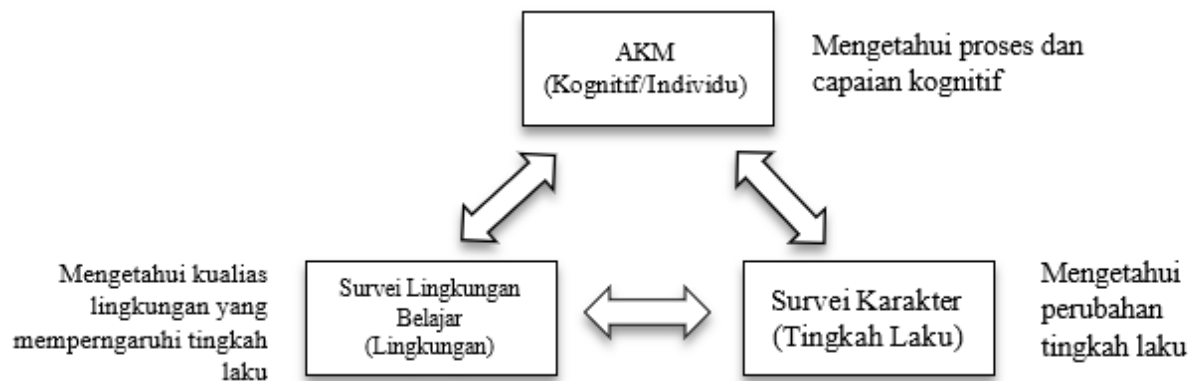 AKM
(Kognitif/Individu)
Mengetahui proses dan
capaian kognitif
Mengetahui kualias
lingkungan yang
memperngaruhi tingkah
laku
Survei Lingkungan
Belajar
(Lingkungan)
Survei Karakter
(Tingkah Laku)
Mengetahui
perubahan
tingkah laku